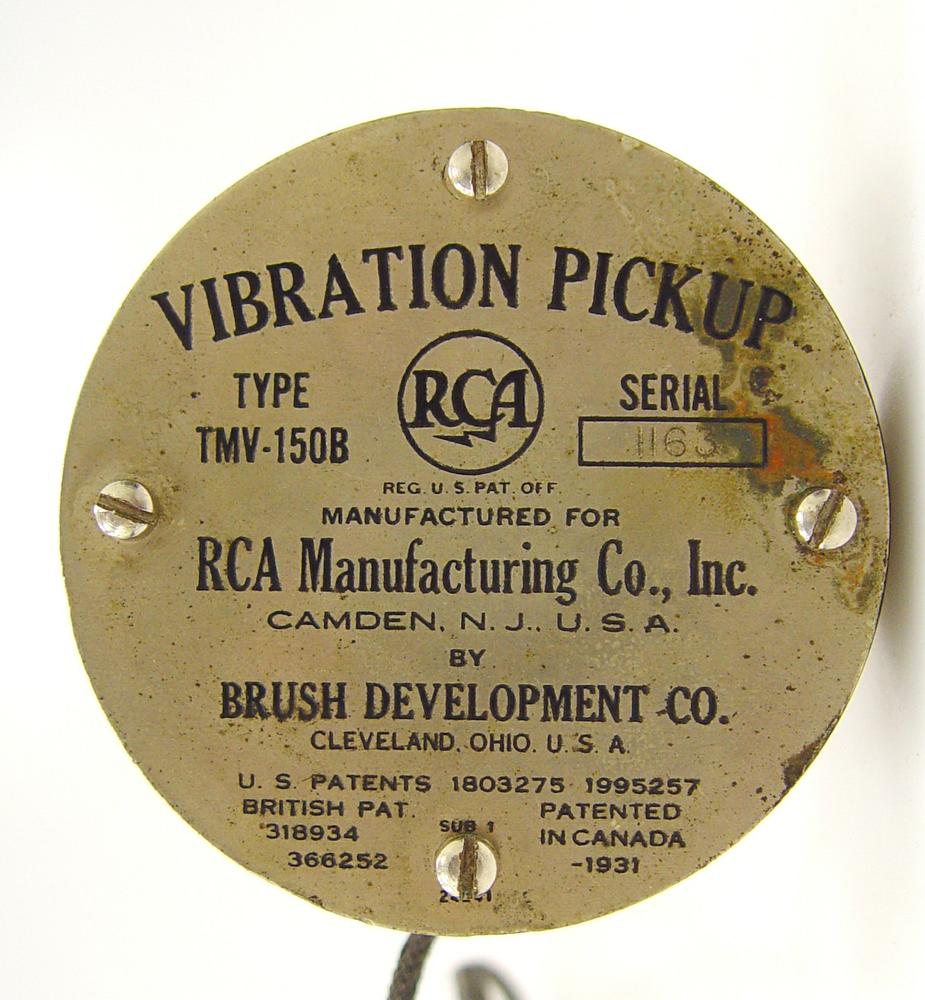 VIBRATION PICKUP
TYPE
TMV-150B
RCA
SERIAL
1163
REG. U. S. PAT. OFF.
MANUFACTURED FOR
RCA Manufacturing Co., Inc.
CAMDEN, N. J., U. S. A.
BY
BRUSH DEVELOPMENT CO.
CLEVELAND, OHIO. U. S. A.
U. S. PATENTS 1803275 1995257
BRITISH PAT.
318934
366252
SUB 1
PATENTED
IN CANADA
-1931